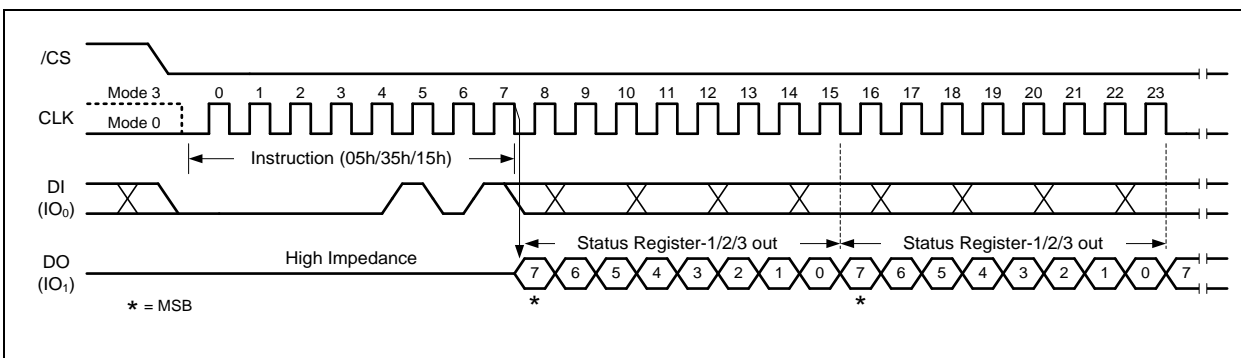 /CS
Mode 3
0 1 2 3 4 5 6 7 8 9 10 11 12 13 14 15 16 17 18 19 20 21 22 23
CLK
Mode 0
Instruction (05h/35h/15h)
DI
(IO₀)
Status Register-1/2/3 out Status Register-1/2/3 out
High Impedance
DO
(IO₁)
7 6 5 4 3 2 1 0 7 6 5 4 3 2 1 0 7
* *
* = MSB